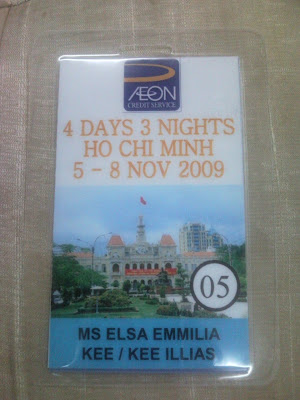 ÆON
CREDIT SERVICE
4 DAYS 3 NIGHTS
HO CHI MINH
5 - 8 NOV 2009
05
MS ELSA EMMILIA
KEE / KEE ILLIAS